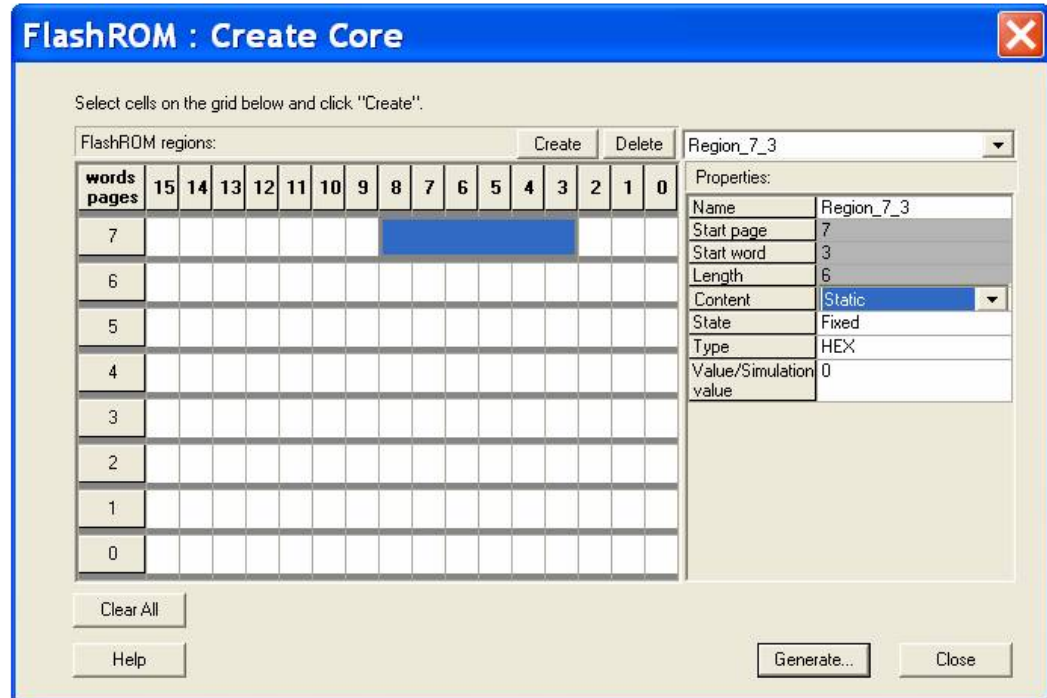 FlashROM : Create Core
Select cells on the grid below and click "Create".
FlashROM regions:
Create
Delete
Region_7_3
words
pages
15 14 13 12 11 10 9 8 7 6 5 4 3 2 1 0
7
6
5
4
3
2
1
0
Properties:
Name Region_7_3
Start page 7
Start word 3
Length 6
Content Static
State Fixed
Type HEX
Value/Simulation 0
value
Clear All
Help
Generate...
Close